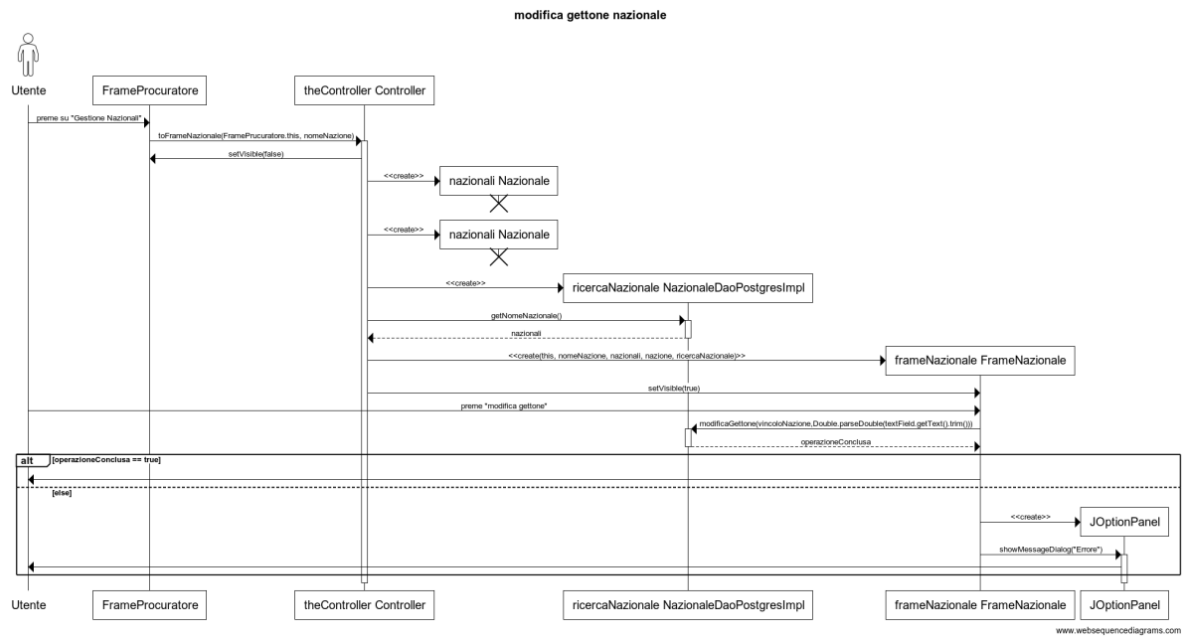 modifica gettone nazionale
Utente
FrameProcuratore
theController Controller
preme su "Gestione Nazionali"
toFrameNazionale(FramePrucuratore.this, nomeNazione)
setVisible(false)
<<create>>
nazionali Nazionale
<<create>>
nazionali Nazionale
<<create>>
ricercaNazionale NazionaleDaoPostgresImpl
getNomeNazionale()
nazionali
<<create(this, nomeNazione, nazionali, nazione, ricercaNazionale)>>
frameNazionale FrameNazionale
setVisible(true)
preme "modifica gettone"
modificaGettone(vincoloNazione,Double.parseDouble(textField.getText().trim()))
operazioneConclusa
alt
[operazioneConclusa == true]
[else]
<<create>>
JOptionPanel
showMessageDialog("Errore")
Utente
FrameProcuratore
theController Controller
ricercaNazionale NazionaleDaoPostgresImpl
frameNazionale FrameNazionale
JOptionPanel
www.websequencediagrams.com